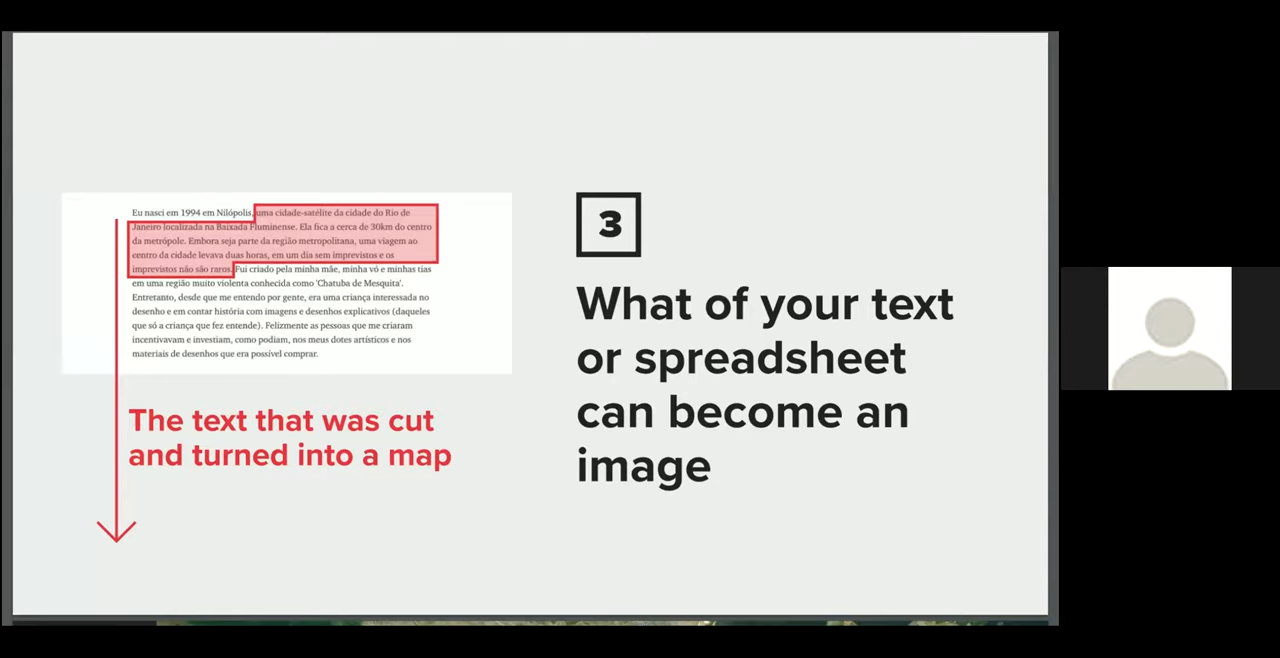 Eu nasci em 1994 em Nilópolis, uma cidade-satélite da cidade do Rio de
Janeiro localizada na Baixada Fluminense. Ela fica a cerca de 30km do centro
da metrópole. Embora seja parte da região metropolitana, uma viagem ao
centro da cidade levava duas horas, em um dia sem imprevistos e os
imprevistos não são raros. Fui criado pela minha mãe, minha vó e minhas tias
em uma região muito violenta conhecida como 'Chatuba de Mesquita'.
Entretanto, desde que me entendo por gente, era uma criança interessada no
desenho e em contar história com imagens e desenhos explicativos (daqueles
que só a criança que fez entende). Felizmente as pessoas que me criaram
incentivavam e investiam, como podiam, nos meus dotes artísticos e nos
materiais de desenhos que era possível comprar.
The text that was cut
and turned into a map
3
What of your text
or spreadsheet
can become an
image